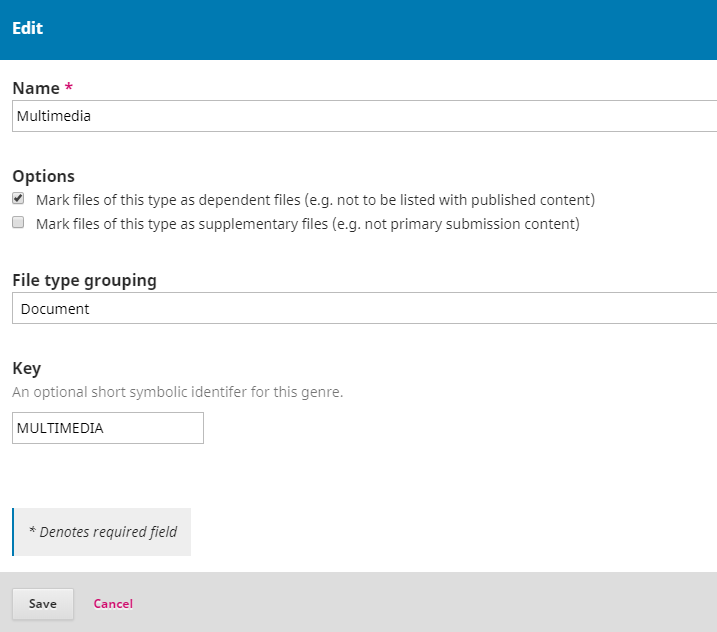 Edit
Name *
Multimedia
Options
Mark files of this type as dependent files (e.g. not to be listed with published content)
Mark files of this type as supplementary files (e.g. not primary submission content)
File type grouping
Document
Key
An optional short symbolic identifer for this genre.
MULTIMEDIA
* Denotes required field
Save Cancel